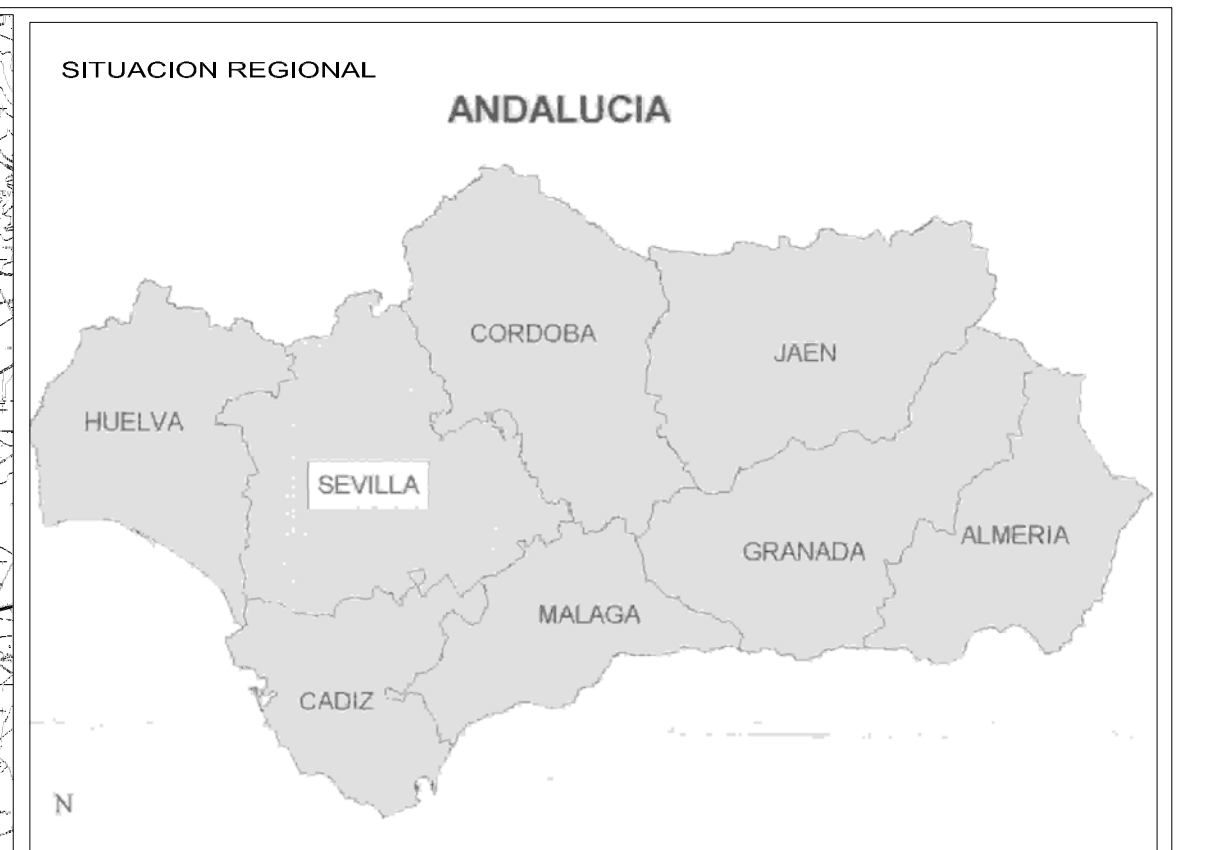 SITUACION REGIONAL
ANDALUCIA
CORDOBA
JAEN
HUELVA
SEVILLA
ALMERIA
GRANADA
MALAGA
CADIZ
N